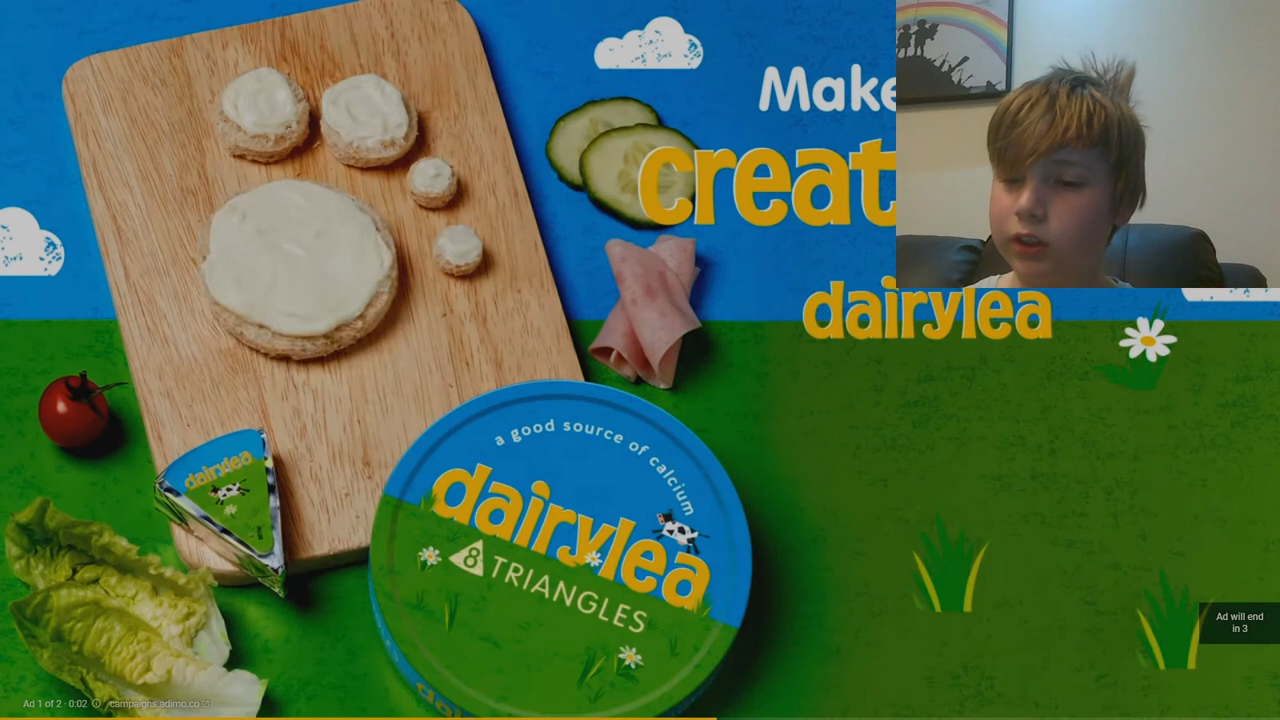 Make
creat
dairylea
a good source of calcium
dairylea
8 TRIANGLES
dairylea
Ad will end
in 3
Ad 1 of 2 · 0:02 campaigns.adimo.co